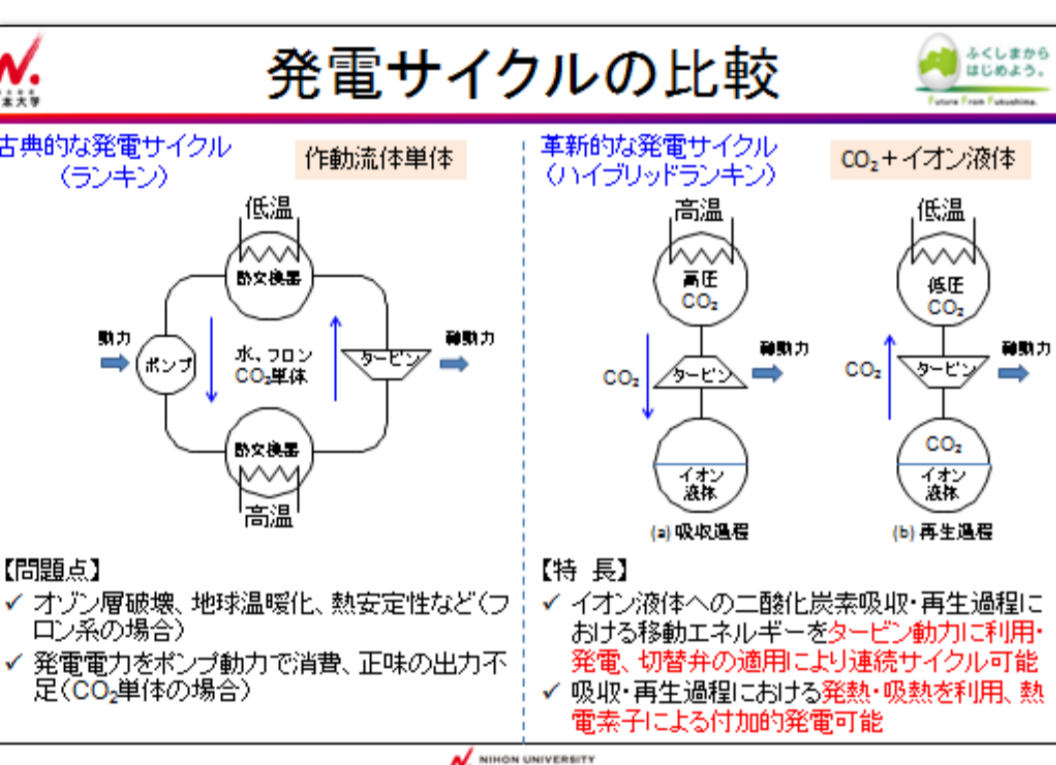 発電サイクルの比較
ふくしまから
はじめよう。
Future From Fukushima.
古典的な発電サイクル
（ランキン）
作動流体単体
低温
熱交換器
動力
ポンプ
水、フロン
CO₂単体
タービン
軸動力
熱交換器
高温
【問題点】
✓ オゾン層破壊、地球温暖化、熱安定性など（フ
ロン系の場合）
✓ 発電電力をポンプ動力で消費、正味の出力不
足（CO₂単体の場合）
革新的な発電サイクル
（ハイブリッドランキン）
CO₂＋イオン液体
高温
高圧
CO₂
CO₂
タービン
軸動力
イオン
液体
(a) 吸収過程
低温
低圧
CO₂
CO₂
タービン
軸動力
CO₂
イオン
液体
(b) 再生過程
【特 長】
✓ イオン液体への二酸化炭素吸収・再生過程に
おける移動エネルギーをタービン動力に利用・
発電、切替弁の適用により連続サイクル可能
✓ 吸収・再生過程における発熱・吸熱を利用、熱
電素子による付加的発電可能
NIHON UNIVERSITY